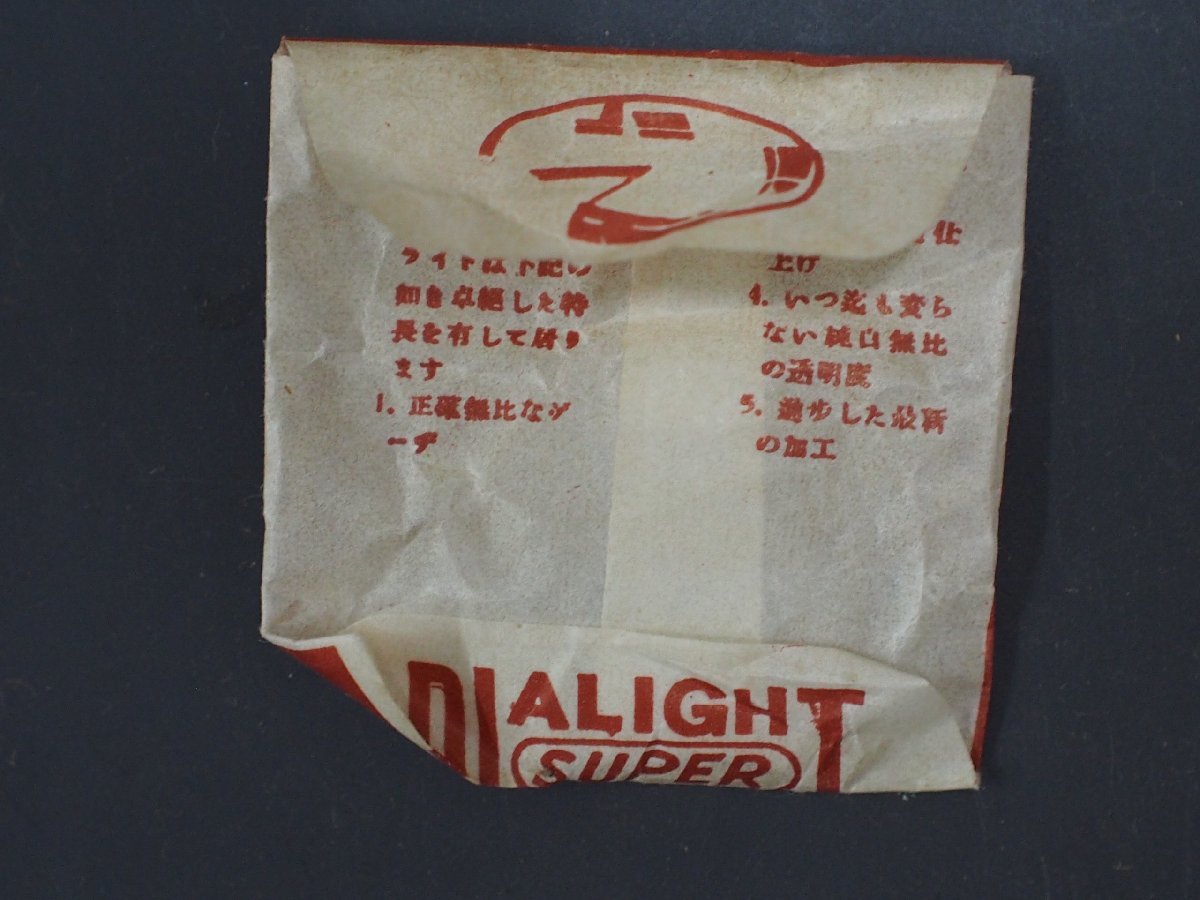 ライトは下記の
如き卓絶した特
長を有して居り
ます
1. 正確無比なゲ
ーヂ
仕
上げ
4. いつ迄も変ら
ない純白無比
の透明度
5. 進歩した最新
の加工
DIALIGHT
SUPER